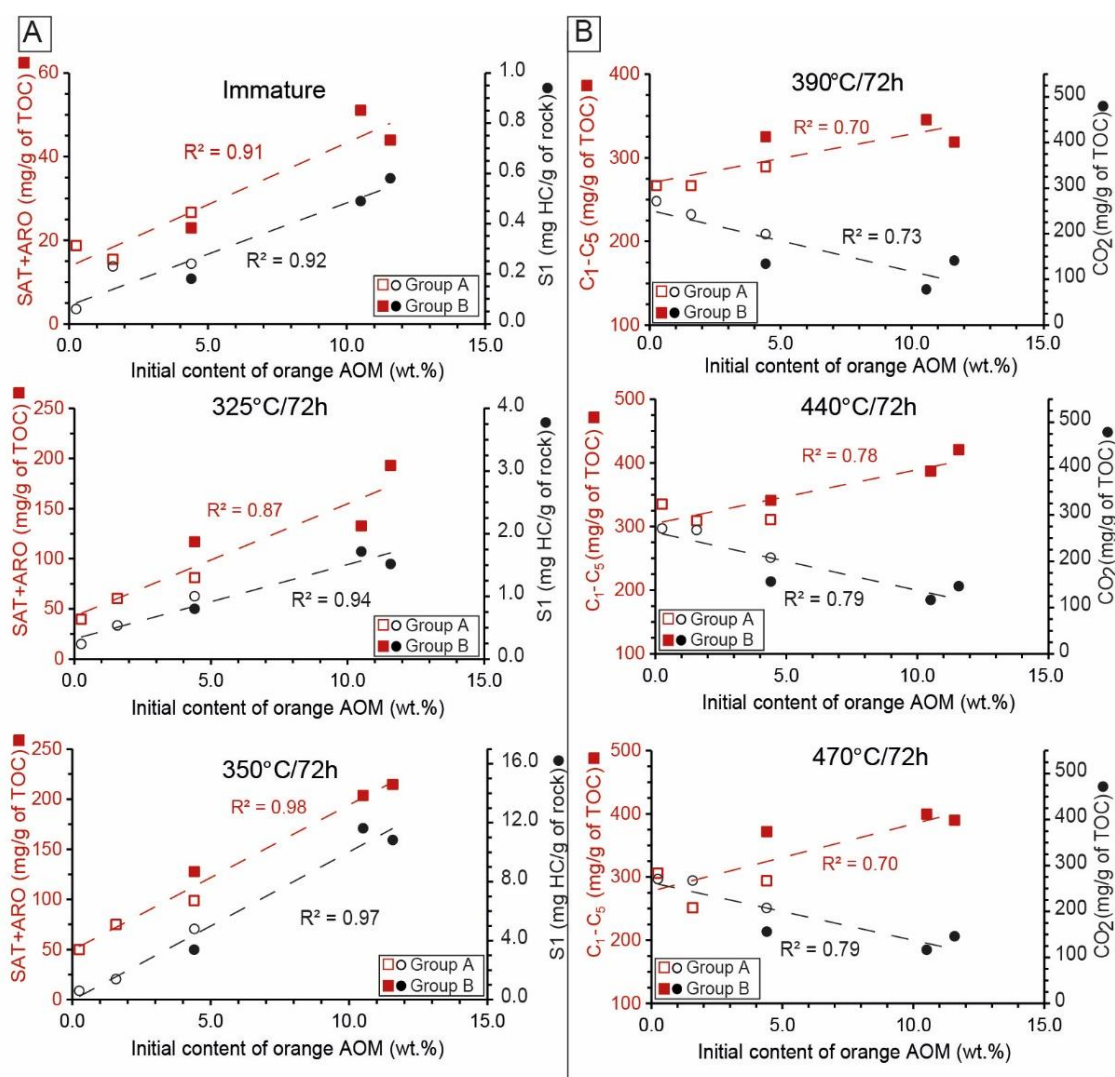 A
Immature
SAT+ARO (mg/g of TOC)
60
40
20
0
1.0
0.8
0.6
0.4
0.2
0.0
S1 (mg HC/g of rock)
R² = 0.91
R² = 0.92
Group A
Group B
0.0 5.0 10.0 15.0
Initial content of orange AOM (wt.%)
325°C/72h
SAT+ARO (mg/g of TOC)
250
200
150
100
50
0
4.0
3.0
2.0
1.0
0.0
S1 (mg HC/g of rock)
R² = 0.87
R² = 0.94
Group A
Group B
0.0 5.0 10.0 15.0
Initial content of orange AOM (wt.%)
350°C/72h
SAT+ARO (mg/g of TOC)
250
200
150
100
50
0
16.0
12.0
8.0
4.0
0.0
S1 (mg HC/g of rock)
R² = 0.98
R² = 0.97
Group A
Group B
0.0 5.0 10.0 15.0
Initial content of orange AOM (wt.%)
B
390°C/72h
C₁-C₅ (mg/g of TOC)
400
300
200
100
500
400
300
200
100
0
CO₂(mg/g of TOC)
R² = 0.70
R² = 0.73
Group A
Group B
0.0 5.0 10.0 15.0
Initial content of orange AOM (wt.%)
440°C/72h
C₁-C₅ (mg/g of TOC)
500
400
300
200
100
500
400
300
200
100
0
CO₂(mg/g of TOC)
R² = 0.78
R² = 0.79
Group A
Group B
0.0 5.0 10.0 15.0
Initial content of orange AOM (wt.%)
470°C/72h
C₁-C₅ (mg/g of TOC)
500
400
300
200
100
500
400
300
200
100
0
CO₂(mg/g of TOC)
R² = 0.70
R² = 0.79
Group A
Group B
0.0 5.0 10.0 15.0
Initial content of orange AOM (wt.%)